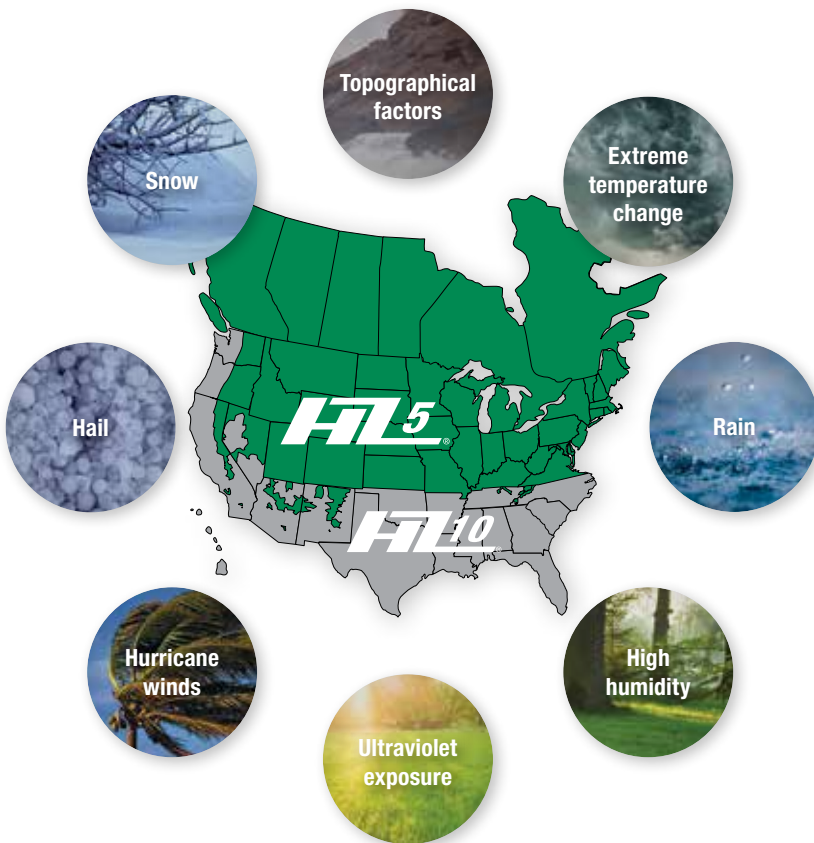 Topographical
factors
Snow
Extreme
temperature
change
HZ5®
Hail
Rain
HZ10®
Hurricane
winds
High
humidity
Ultraviolet
exposure